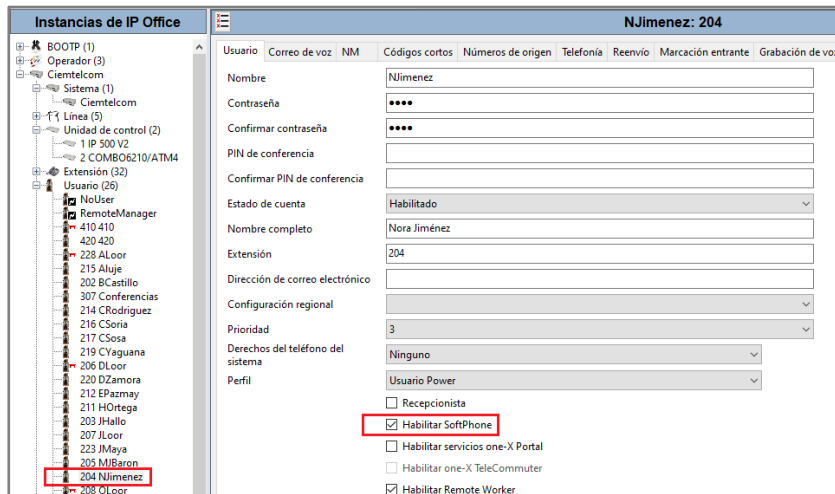 Instancias de IP Office
BOOTP (1)
Operador (3)
Ciemtelcom
Sistema (1)
Ciemtelcom
Línea (5)
Unidad de control (2)
1 IP 500 V2
2 COMBO6210/ATM4
Extensión (32)
Usuario (26)
NoUser
RemoteManager
410 410
420 420
228 ALoor
215 Aluje
202 BCastillo
307 Conferencias
214 CRodriguez
216 CSoria
217 CSosa
219 CYaguana
206 DLoor
220 DZamora
212 EPazmay
211 HOrtega
203 JHallo
207 JLoor
223 JMaya
205 MJBaron
204 NJimenez
208 OLoor
NJimenez: 204
Usuario Correo de voz NM Códigos cortos Números de origen Telefonía Reenvío Marcación entrante Grabación de voz
Nombre NJimenez
Contraseña ••••
Confirmar contraseña ••••
PIN de conferencia
Confirmar PIN de conferencia
Estado de cuenta Habilitado
Nombre completo Nora Jiménez
Extensión 204
Dirección de correo electrónico
Configuración regional
Prioridad 3
Derechos del teléfono del
sistema Ninguno
Perfil Usuario Power
Recepcionista
Habilitar SoftPhone
Habilitar servicios one-X Portal
Habilitar one-X TeleCommuter
Habilitar Remote Worker